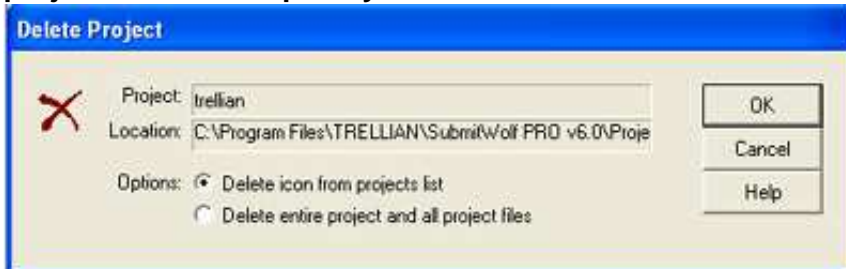 Delete Project
Project: trellian
Location: C:\Program Files\TRELLIAN\SubmitWolf PRO v6.0\Proje
Options: Delete icon from projects list
Delete entire project and all project files
OK
Cancel
Help